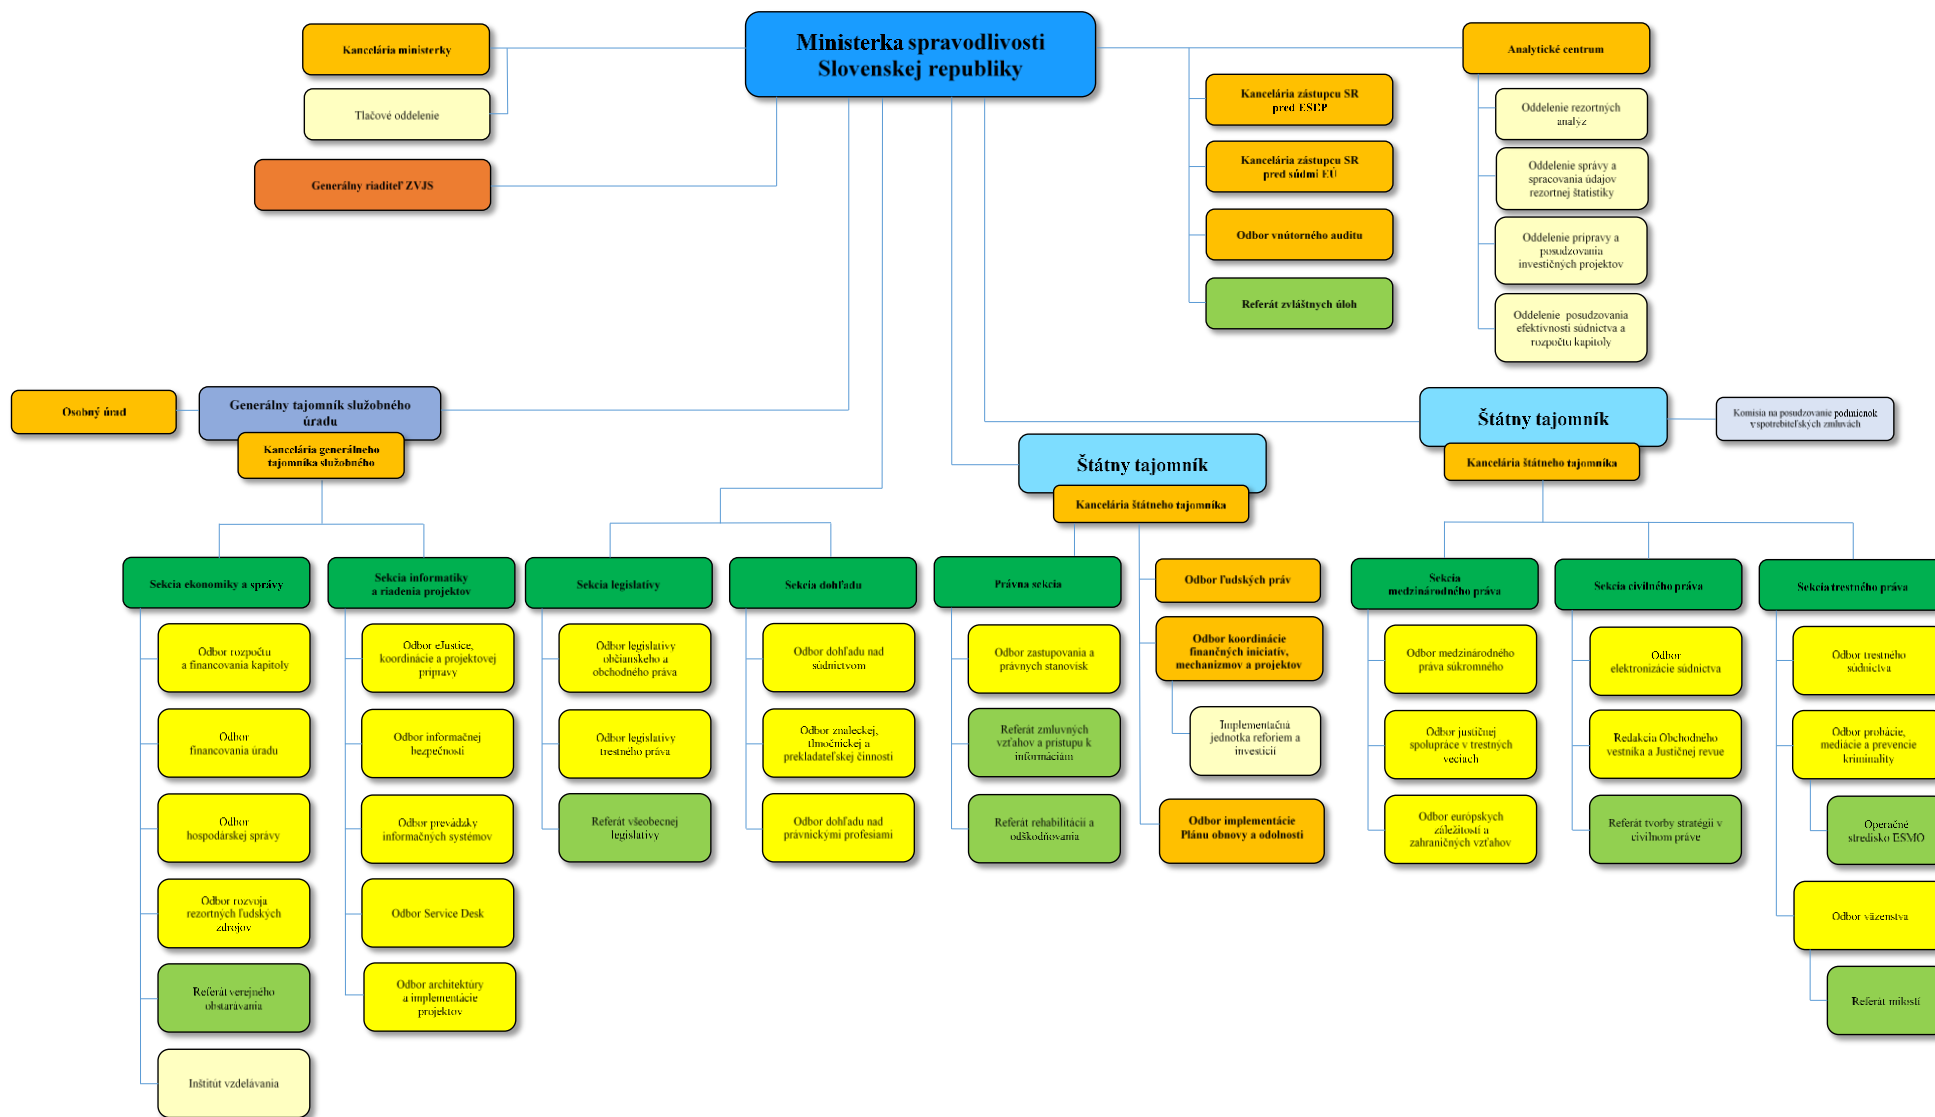 Ministerka spravodlivosti
Slovenskej republiky
Kancelária ministerky
Tlačové oddelenie
Generálny riaditeľ ZVJS
Kancelária zástupcu SR
pred ESĽP
Kancelária zástupcu SR
pred súdmi EÚ
Odbor vnútorného auditu
Referát zvláštnych úloh
Analytické centrum
Oddelenie rezortných
analýz
Oddelenie správy a
spracovania údajov
rezortnej štatistiky
Oddelenie prípravy a
posudzovania
investičných projektov
Oddelenie posudzovania
efektívnosti súdnictva a
rozpočtu kapitoly
Osobný úrad
Generálny tajomník služobného
úradu
Kancelária generálneho
tajomníka služobného
Štátny tajomník
Kancelária štátneho tajomníka
Štátny tajomník
Kancelária štátneho tajomníka
Komisia na posudzovanie podmienok
v spotrebiteľských zmluvách
Sekcia ekonomiky a správy
Odbor rozpočtu
a financovania kapitoly
Odbor
financovania úradu
Odbor
hospodárskej správy
Odbor rozvoja
rezortných ľudských
zdrojov
Referát verejného
obstarávania
Inštitút vzdelávania
Sekcia informatiky
a riadenia projektov
Odbor eJustice,
koordinácie a projektovej
prípravy
Odbor informačnej
bezpečnosti
Odbor prevádzky
informačných systémov
Odbor Service Desk
Odbor architektúry
a implementácie
projektov
Sekcia legislatívy
Odbor legislatívy
občianskeho a
obchodného práva
Odbor legislatívy
trestného práva
Referát všeobecnej
legislatívy
Sekcia dohľadu
Odbor dohľadu nad
súdnictvom
Odbor znaleckej,
tlmočníckej a
prekladateľskej činnosti
Odbor dohľadu nad
právnickými profesiami
Právna sekcia
Odbor zastupovania a
právnych stanovísk
Referát zmluvných
vzťahov a prístupu k
informáciám
Referát rehabilitácií a
odškodňovania
Odbor ľudských práv
Odbor koordinácie
finančných iniciatív,
mechanizmov a projektov
Implementačná
jednotka reforiem a
investícií
Odbor implementácie
Plánu obnovy a odolnosti
Sekcia
medzinárodného práva
Odbor medzinárodného
práva súkromného
Odbor justičnej
spolupráce v trestných
veciach
Odbor európskych
záležitostí a
zahraničných vzťahov
Sekcia civilného práva
Odbor
elektronizácie súdnictva
Redakcia Obchodného
vestníka a Justičnej revue
Referát tvorby stratégií v
civilnom práve
Sekcia trestného práva
Odbor trestného
súdnictva
Odbor probácie,
mediácie a prevencie
kriminality
Operačné
stredisko ESMO
Odbor väzenstva
Referát milostí